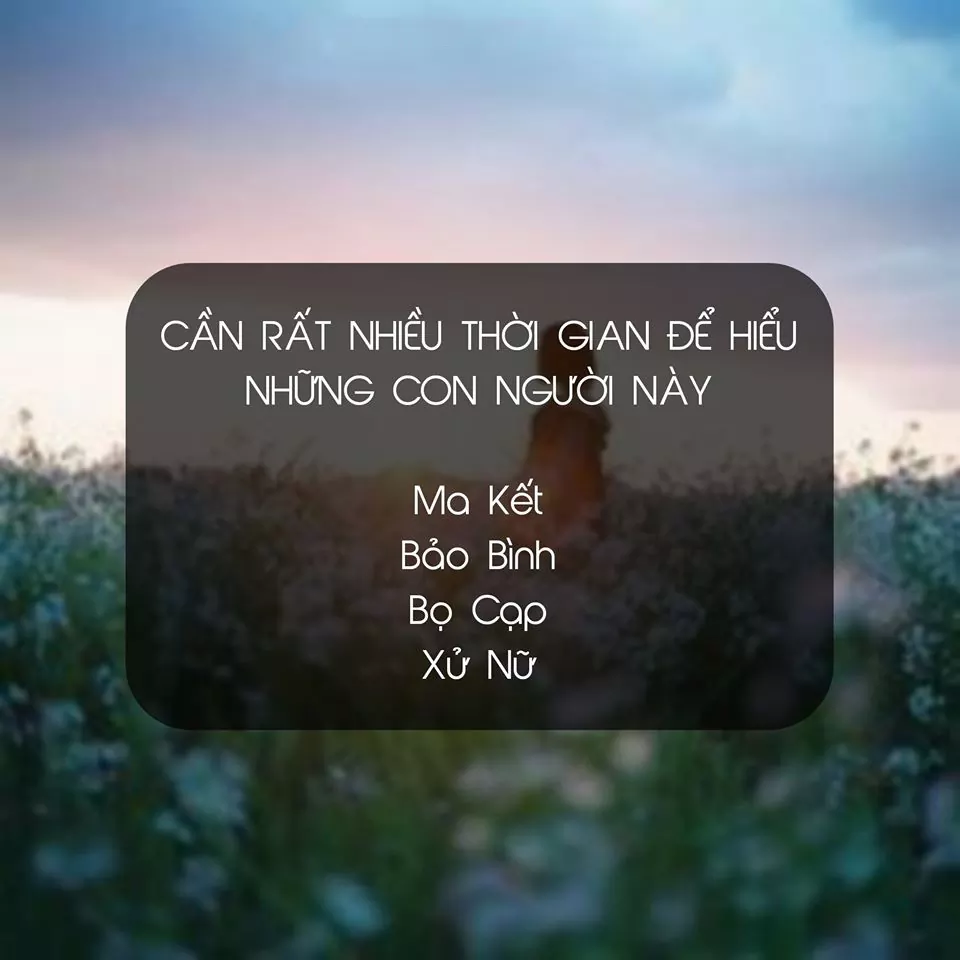 CẦN RẤT NHIỀU THỜI GIAN ĐỂ HIỂU
NHỮNG CON NGƯỜI NÀY
Ma Kết
Bảo Bình
Bọ Cạp
Xử Nữ